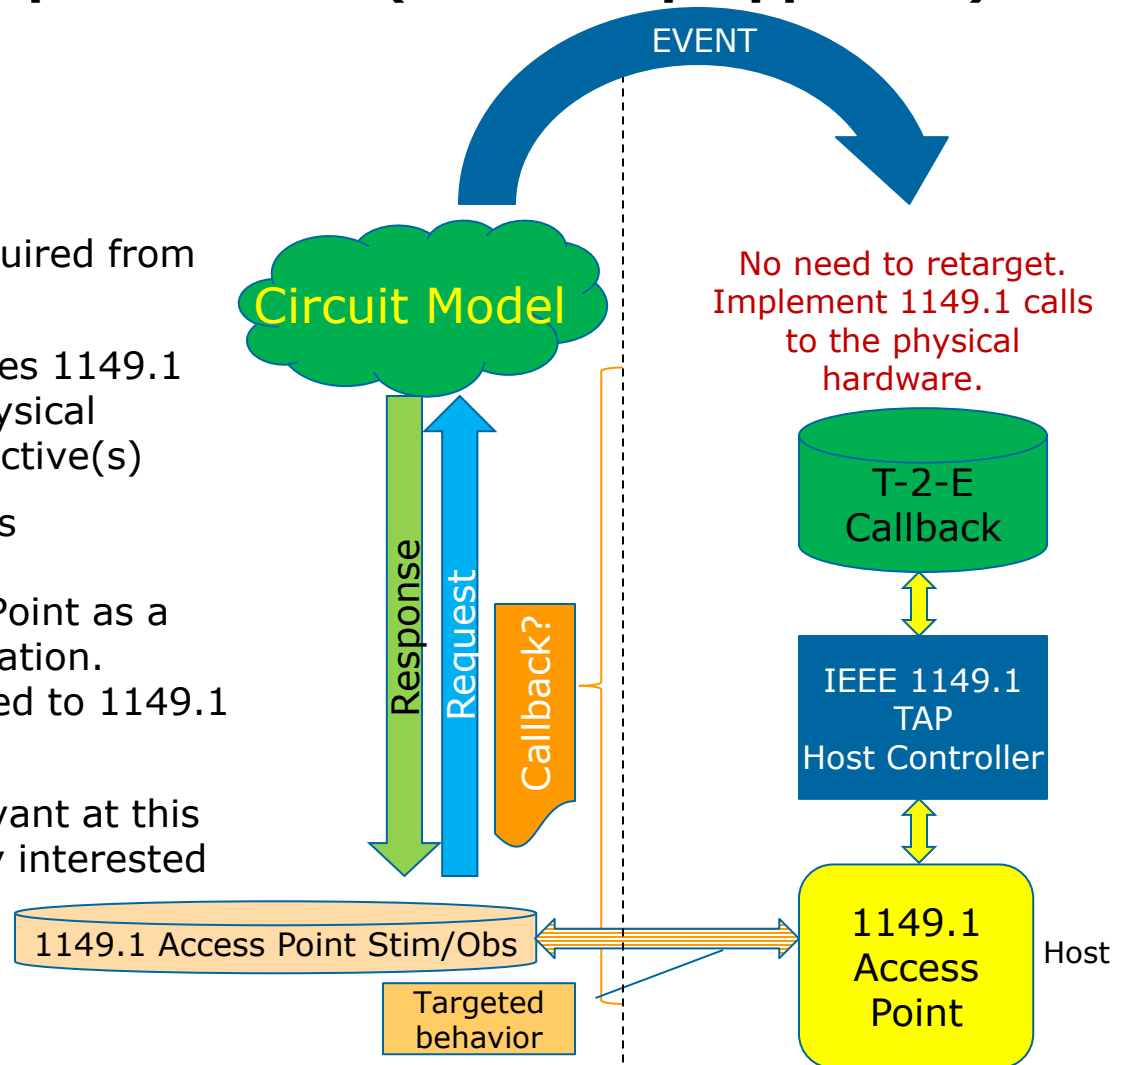 EVENT
uired from
es 1149.1
ysical
ctive(s)
s
Point as a
ation.
ed to 1149.1
vant at this
y interested
Circuit Model
No need to retarget.
Implement 1149.1 calls
to the physical
hardware.
Response
Request
Callback?
T-2-E
Callback
IEEE 1149.1
TAP
Host Controller
1149.1 Access Point Stim/Obs
Targeted
behavior
1149.1
Access
Point
Host